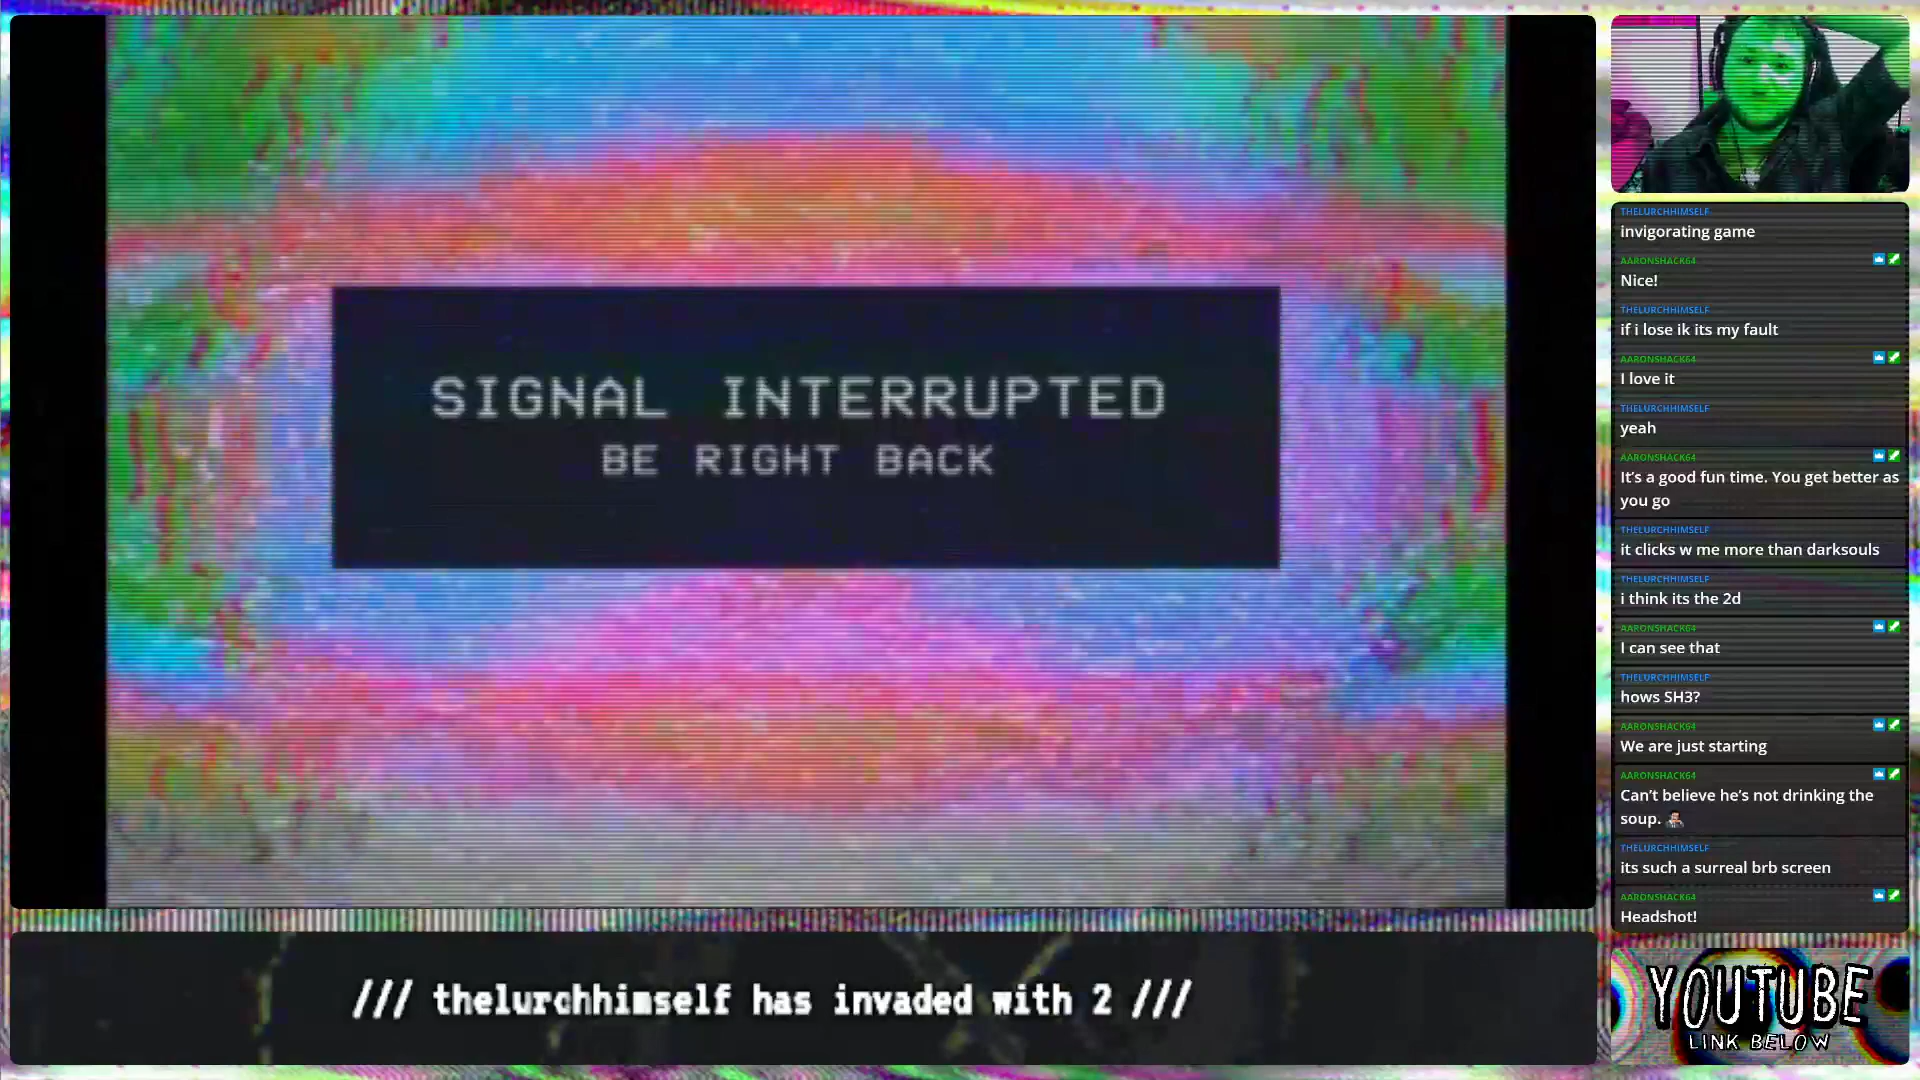 SIGNAL INTERRUPTED
BE RIGHT BACK
THELURCHHIMSELF
invigorating game
AARONSHACK64
Nice!
THELURCHHIMSELF
if i lose ik its my fault
AARONSHACK64
I love it
THELURCHHIMSELF
yeah
AARONSHACK64
It's a good fun time. You get better as
you go
THELURCHHIMSELF
it clicks w me more than darksouls
THELURCHHIMSELF
i think its the 2d
AARONSHACK64
I can see that
THELURCHHIMSELF
hows SH3?
AARONSHACK64
We are just starting
AARONSHACK64
Can't believe he's not drinking the
soup.
THELURCHHIMSELF
its such a surreal brb screen
AARONSHACK64
Headshot!
/// thelurchhimself has invaded with 2 ///
YOUTUBE
LINK BELOW